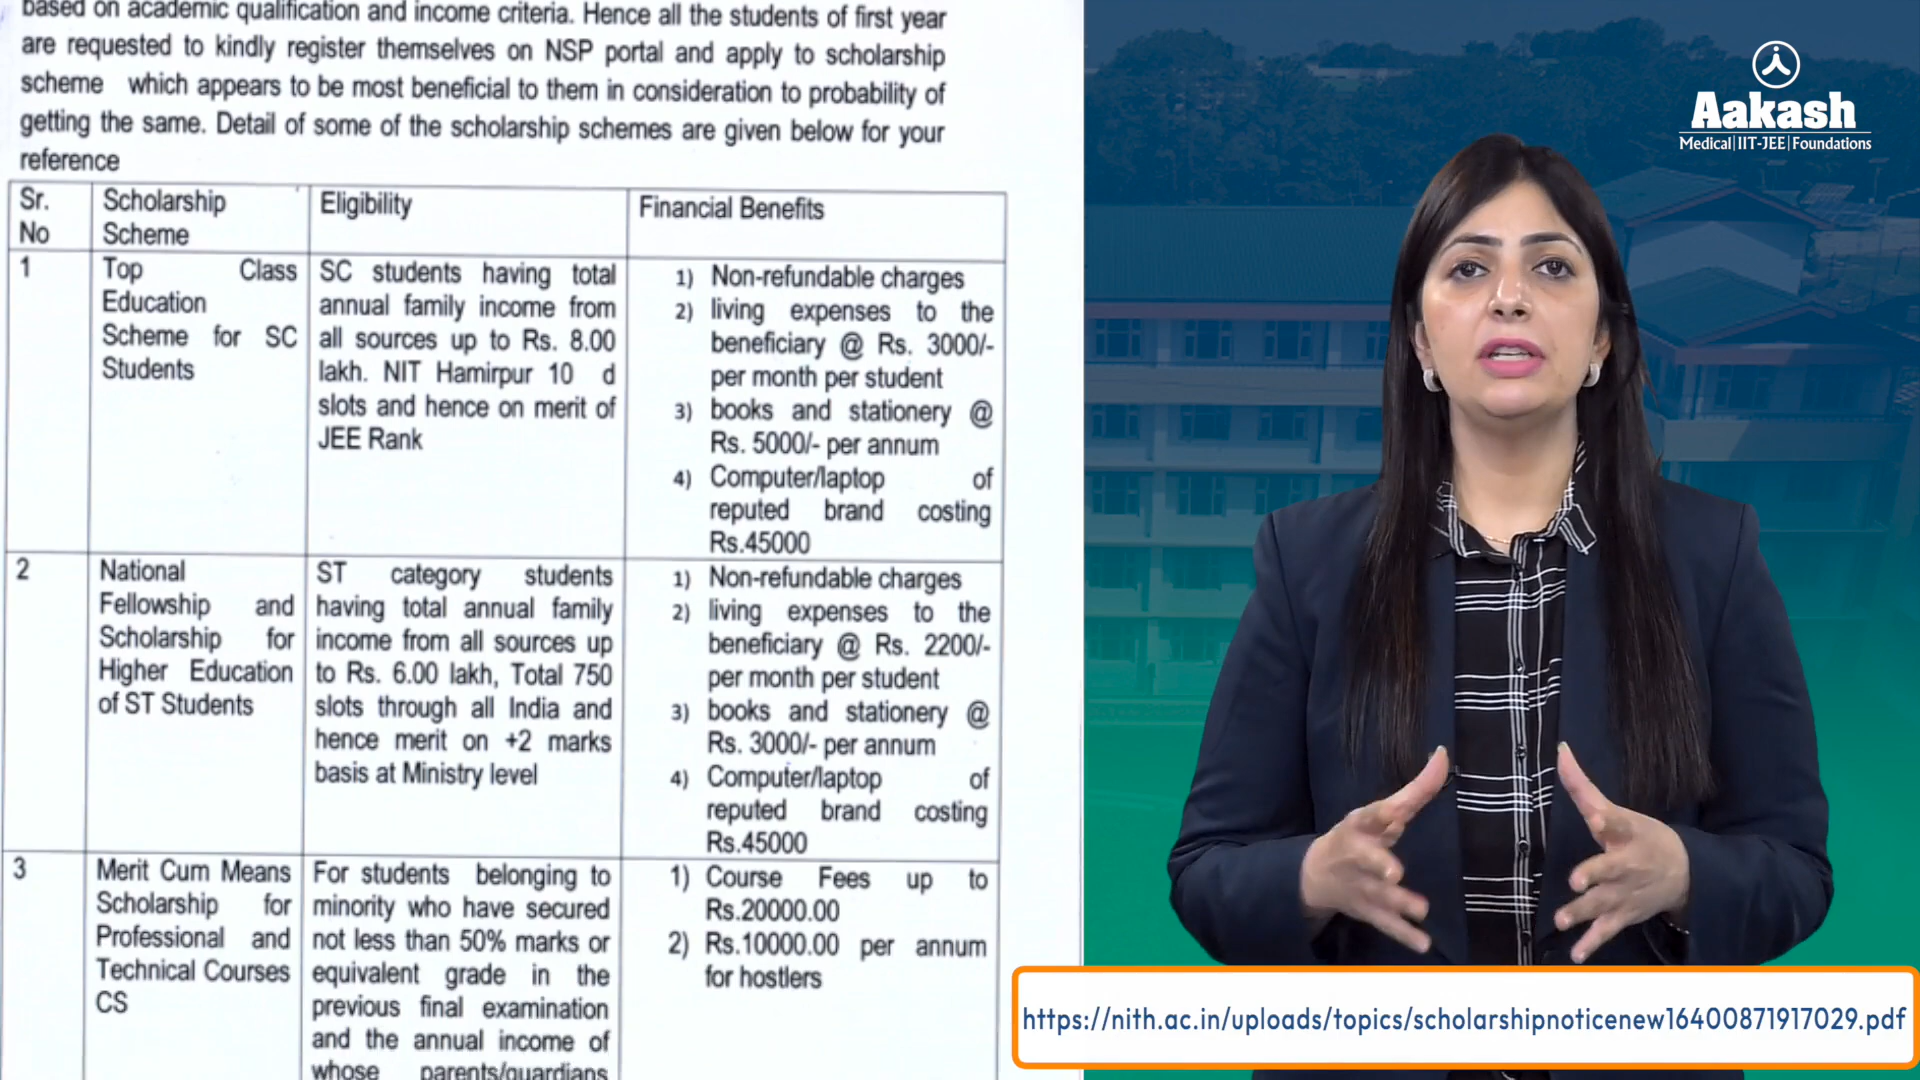 based on academic qualification and income criteria. Hence all the students of first year
are requested to kindly register themselves on NSP portal and apply to scholarship
scheme which appears to be most beneficial to them in consideration to probability of
getting the same. Detail of some of the scholarship schemes are given below for your
reference
Sr.
No
Scholarship
Scheme
Eligibility
Financial Benefits
1
Top Class
Education
Scheme for SC
Students
SC students having total
annual family income from
all sources up to Rs. 8.00
lakh. NIT Hamirpur 10 d
slots and hence on merit of
JEE Rank
1) Non-refundable charges
2) living expenses to the
beneficiary @ Rs. 3000/-
per month per student
3) books and stationery @
Rs. 5000/- per annum
4) Computer/laptop of
reputed brand costing
Rs.45000
2
National
Fellowship and
Scholarship for
Higher Education
of ST Students
ST category students
having total annual family
income from all sources up
to Rs. 6.00 lakh, Total 750
slots through all India and
hence merit on +2 marks
basis at Ministry level
1) Non-refundable charges
2) living expenses to the
beneficiary @ Rs. 2200/-
per month per student
3) books and stationery @
Rs. 3000/- per annum
4) Computer/laptop of
reputed brand costing
Rs.45000
3
Merit Cum Means
Scholarship for
Professional and
Technical Courses
CS
For students belonging to
minority who have secured
not less than 50% marks or
equivalent grade in the
previous final examination
and the annual income of
whose parents/guardians
1) Course Fees up to
Rs.20000.00
2) Rs.10000.00 per annum
for hostlers
Aakash
Medical|IIT-JEE|Foundations
https://nith.ac.in/uploads/topics/scholarshipnoticenew16400871917029.pdf